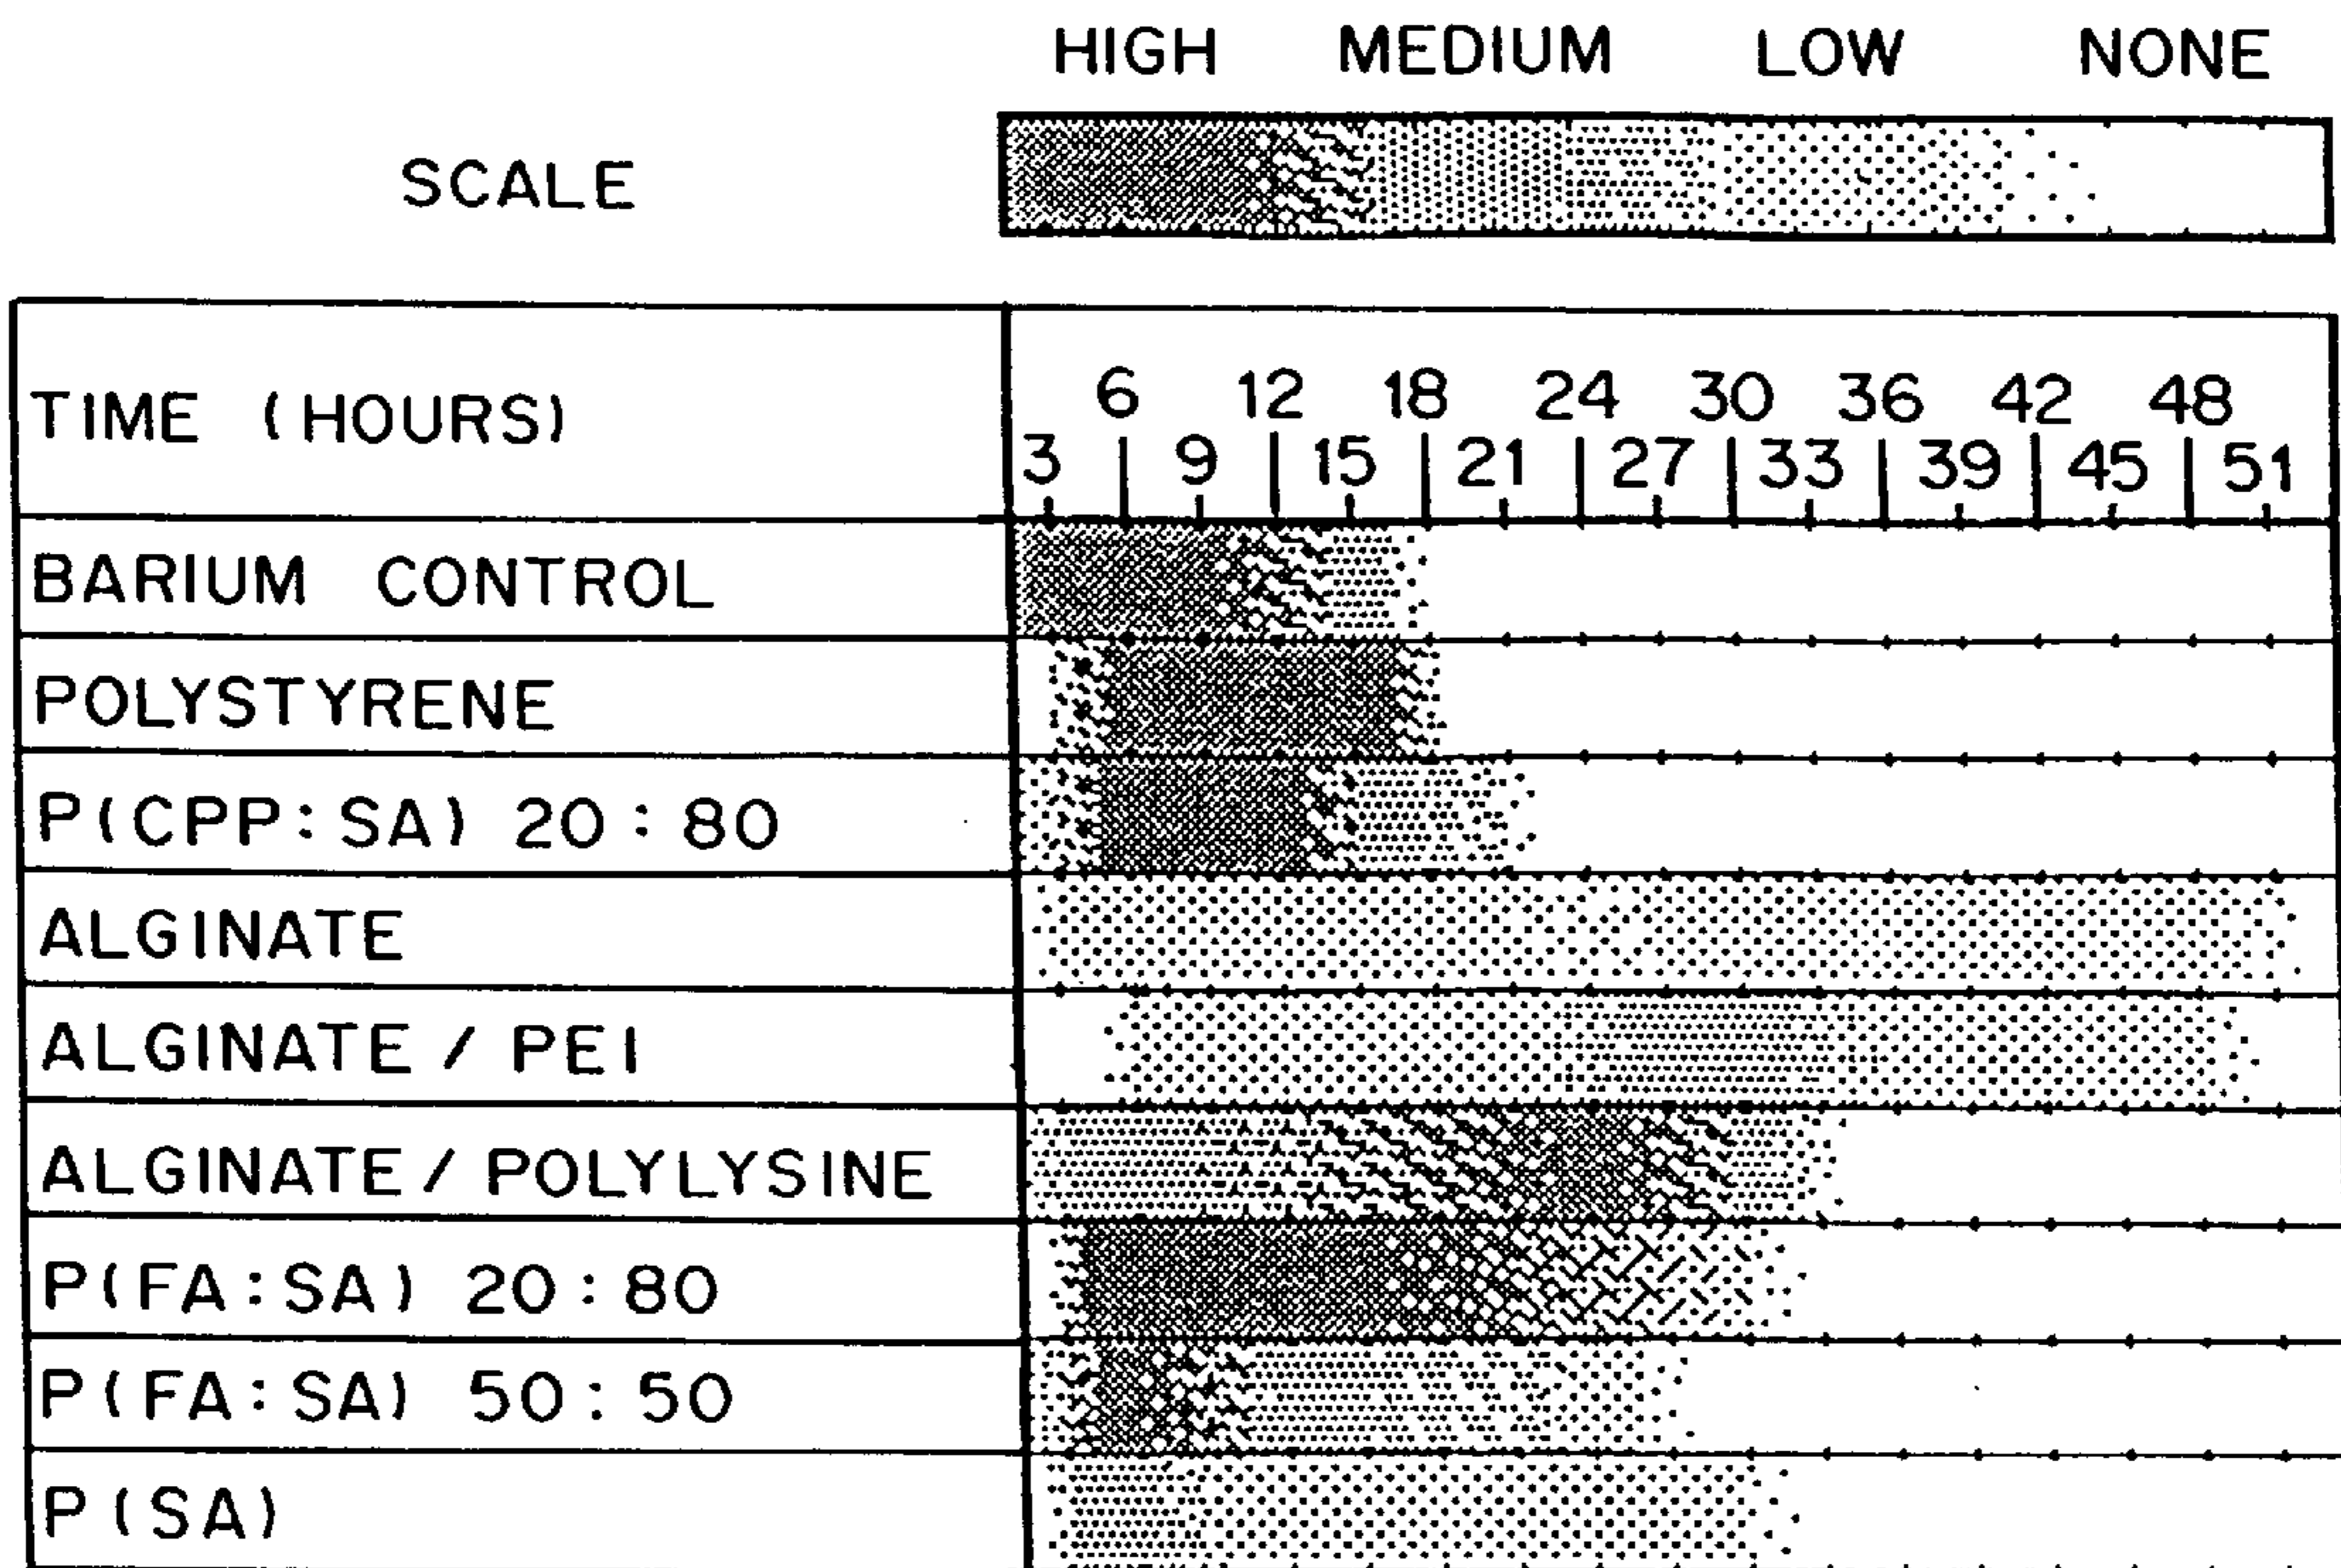 HIGH MEDIUM LOW NONE
SCALE
TIME (HOURS)
6 12 18 24 30 36 42 48
3 9 15 21 27 33 39 45 51
BARIUM CONTROL
POLYSTYRENE
P(CPP:SA) 20:80
ALGINATE
ALGINATE / PEI
ALGINATE / POLYLYSINE
P(FA:SA) 20:80
P(FA:SA) 50:50
P(SA)